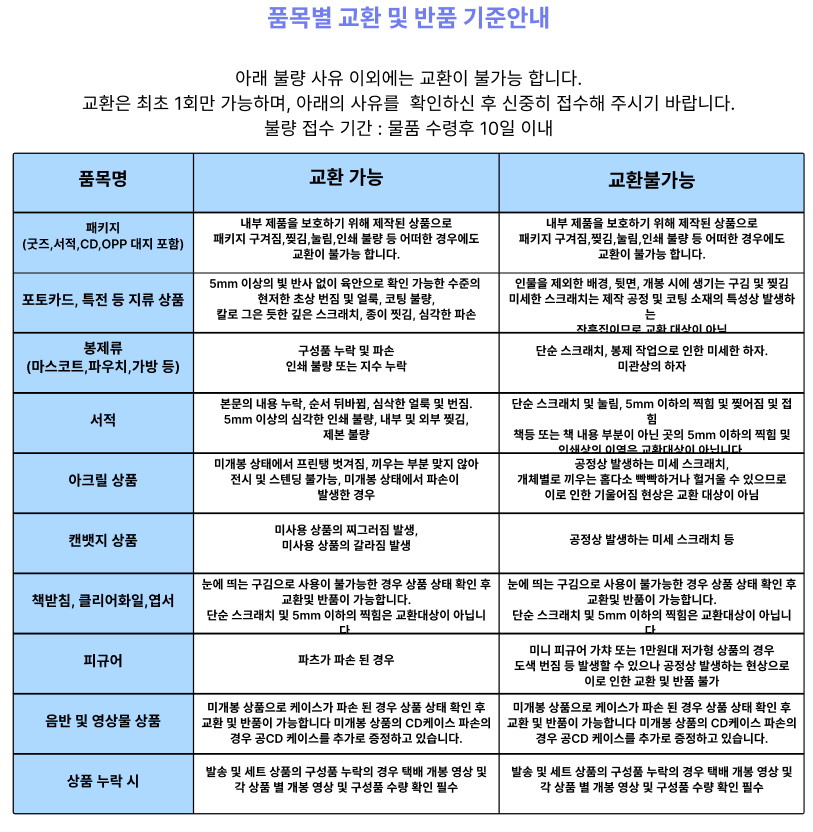 품목별 교환 및 반품 기준안내
아래 불량 사유 이외에는 교환이 불가능 합니다.
교환은 최초 1회만 가능하며, 아래의 사유를 확인하신 후 신중히 접수해 주시기 바랍니다.
불량 접수 기간 : 물품 수령후 10일 이내
품목명
교환 가능
교환불가능
패키지
(굿즈,서적,CD,OPP 대지 포함)
내부 제품을 보호하기 위해 제작된 상품으로
패키지 구겨짐,찢김,눌림,인쇄 불량 등 어떠한 경우에도
교환이 불가능 합니다.
내부 제품을 보호하기 위해 제작된 상품으로
패키지 구겨짐,찢김,눌림,인쇄 불량 등 어떠한 경우에도
교환이 불가능 합니다.
포토카드, 특전 등 지류 상품
5mm 이상의 빛 반사 없이 육안으로 확인 가능한 수준의
현저한 초상 번짐 및 얼룩, 코팅 불량,
칼로 그은 듯한 깊은 스크래치, 종이 찟김, 심각한 파손
인물을 제외한 배경, 뒷면, 개봉 시에 생기는 구김 및 찢김
미세한 스크래치는 제작 공정 및 코팅 소재의 특성상 발생하
는
잔흠집이므로 교환 대상이 아닙
봉제류
(마스코트,파우치,가방 등)
구성품 누락 및 파손
인쇄 불량 또는 지수 누락
단순 스크래치, 봉제 작업으로 인한 미세한 하자.
미관상의 하자
서적
본문의 내용 누락, 순서 뒤바뀜, 심삭한 얼룩 및 번짐.
5mm 이상의 심각한 인쇄 불량, 내부 및 외부 찢김,
제본 불량
단순 스크래치 및 눌림, 5mm 이하의 찍힘 및 찢어짐 및 접
힘
책등 또는 책 내용 부분이 아닌 곳의 5mm 이하의 찍힘 및
인쇄상의 이염은 교환대상이 아닙니다
아크릴 상품
미개봉 상태에서 프린탱 벗겨짐, 끼우는 부분 맞지 않아
전시 및 스텐딩 불가능, 미개봉 상태에서 파손이
발생한 경우
공정상 발생하는 미세 스크래치,
개체별로 끼우는 홈다소 빡빡하거나 헐거울 수 있으므로
이로 인한 기울어짐 현상은 교환 대상이 아님
캔뱃지 상품
미사용 상품의 찌그러짐 발생,
미사용 상품의 갈라짐 발생
공정상 발생하는 미세 스크래치 등
책받침, 클리어화일,엽서
눈에 띄는 구김으로 사용이 불가능한 경우 상품 상태 확인 후
교환및 반품이 가능합니다.
단순 스크래치 및 5mm 이하의 찍힘은 교환대상이 아닙니
다
눈에 띄는 구김으로 사용이 불가능한 경우 상품 상태 확인 후
교환및 반품이 가능합니다.
단순 스크래치 및 5mm 이하의 찍힘은 교환대상이 아닙니
다
피규어
파츠가 파손 된 경우
미니 피규어 가챠 또는 1만원대 저가형 상품의 경우
도색 번짐 등 발생할 수 있으나 공정상 발생하는 현상으로
이로 인한 교환 및 반품 불가
음반 및 영상물 상품
미개봉 상품으로 케이스가 파손 된 경우 상품 상태 확인 후
교환 및 반품이 가능합니다 미개봉 상품의 CD케이스 파손의
경우 공CD 케이스를 추가로 증정하고 있습니다.
미개봉 상품으로 케이스가 파손 된 경우 상품 상태 확인 후
교환 및 반품이 가능합니다 미개봉 상품의 CD케이스 파손의
경우 공CD 케이스를 추가로 증정하고 있습니다.
상품 누락 시
발송 및 세트 상품의 구성품 누락의 경우 택배 개봉 영상 및
각 상품 별 개봉 영상 및 구성품 수량 확인 필수
발송 및 세트 상품의 구성품 누락의 경우 택배 개봉 영상 및
각 상품 별 개봉 영상 및 구성품 수량 확인 필수